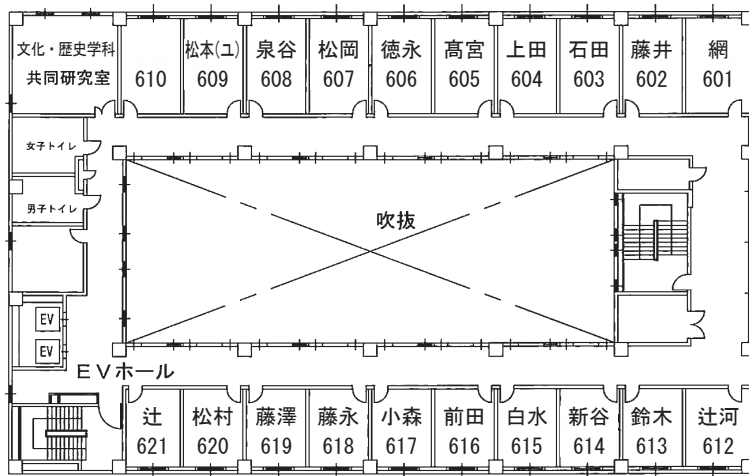 文化・歴史学科
共同研究室
610
松本(ユ)
609
泉谷
608
松岡
607
徳永
606
髙宮
605
上田
604
石田
603
藤井
602
網
601
女子トイレ
男子トイレ
吹抜
EV
EV
EVホール
辻
621
松村
620
藤澤
619
藤永
618
小森
617
前田
616
白水
615
新谷
614
鈴木
613
辻河
612